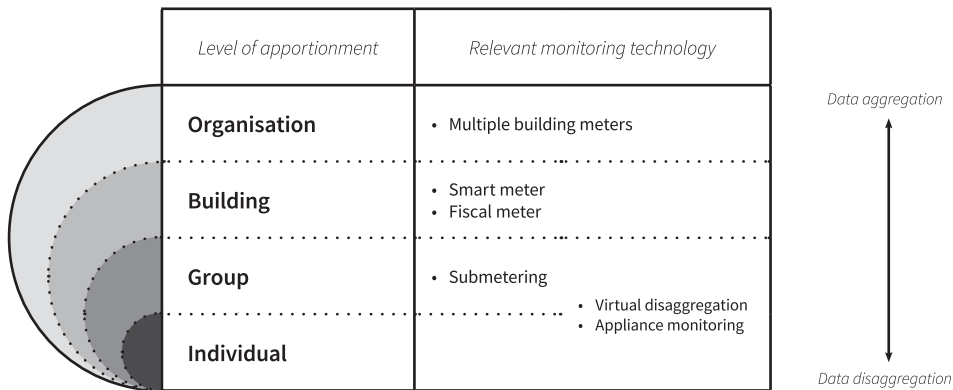 Level of apportionment
Relevant monitoring technology
Data aggregation
Organisation
• Multiple building meters
Building
• Smart meter
• Fiscal meter
Group
• Submetering
• Virtual disaggregation
• Appliance monitoring
Individual
Data disaggregation